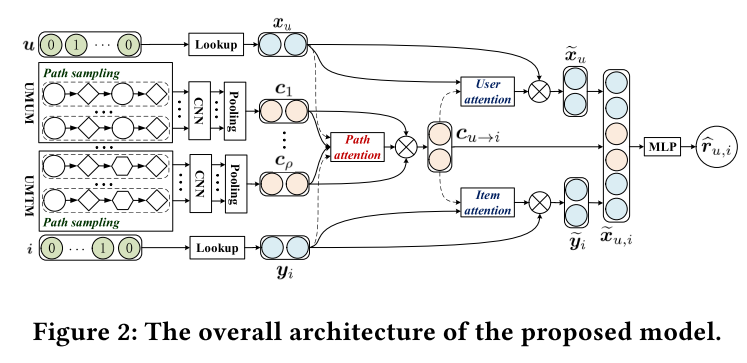 u 0 1 ··· 0 Lookup x_u
Path sampling
UMUM
...
CNN
Pooling
c_1
c_ρ
Path attention
User attention
x̃_u
c_{u→i}
MLP
r̂_{u,i}
...
UMTM
...
CNN
Pooling
Path sampling
Item attention
ỹ_i
x̃_{u,i}
i 0 ··· 1 0 Lookup y_i
Figure 2: The overall architecture of the proposed model.